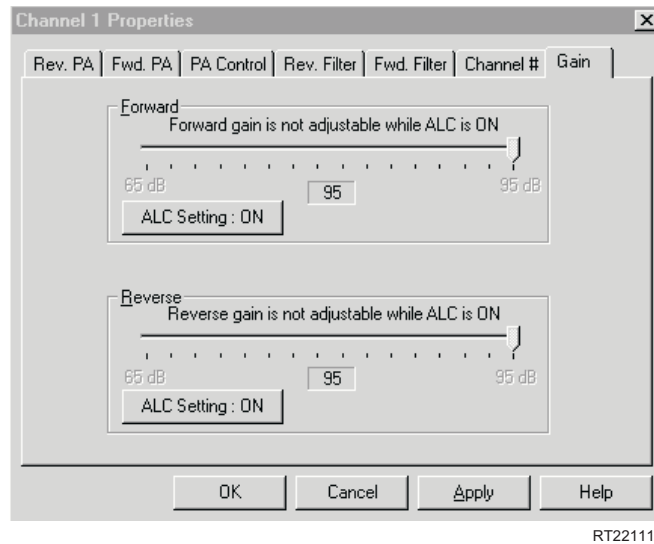 Channel 1 Properties
Rev. PA Fwd. PA PA Control Rev. Filter Fwd. Filter Channel # Gain
Forward
Forward gain is not adjustable while ALC is ON
65 dB 95 95 dB
ALC Setting : ON
Reverse
Reverse gain is not adjustable while ALC is ON
65 dB 95 95 dB
ALC Setting : ON
OK Cancel Apply Help
RT22111